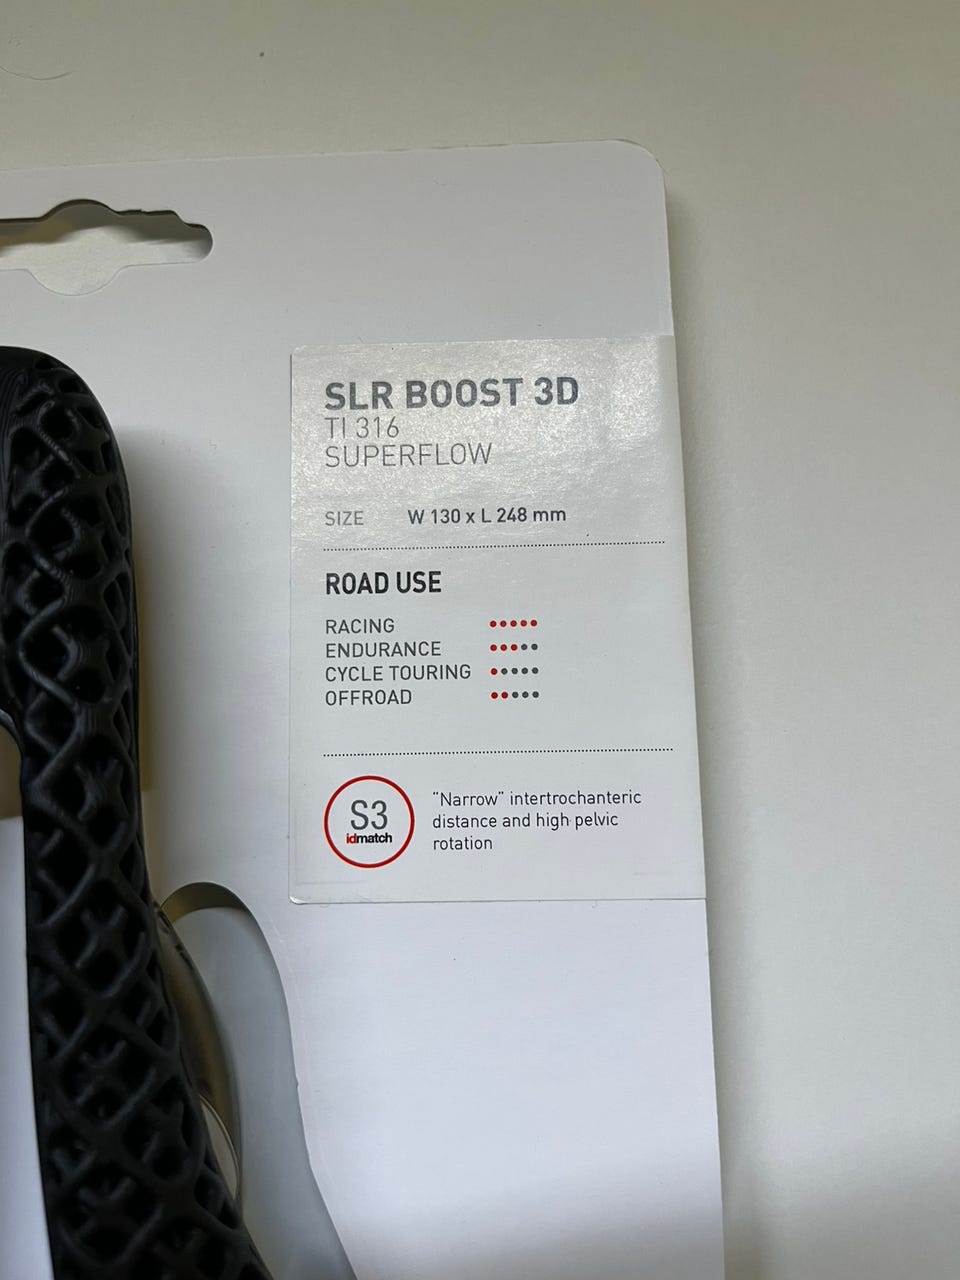 SLR BOOST 3D
TI 316
SUPERFLOW
SIZE W 130 x L 248 mm
ROAD USE
RACING
ENDURANCE
CYCLE TOURING
OFFROAD
S3
idmatch
"Narrow" intertrochanteric
distance and high pelvic
rotation